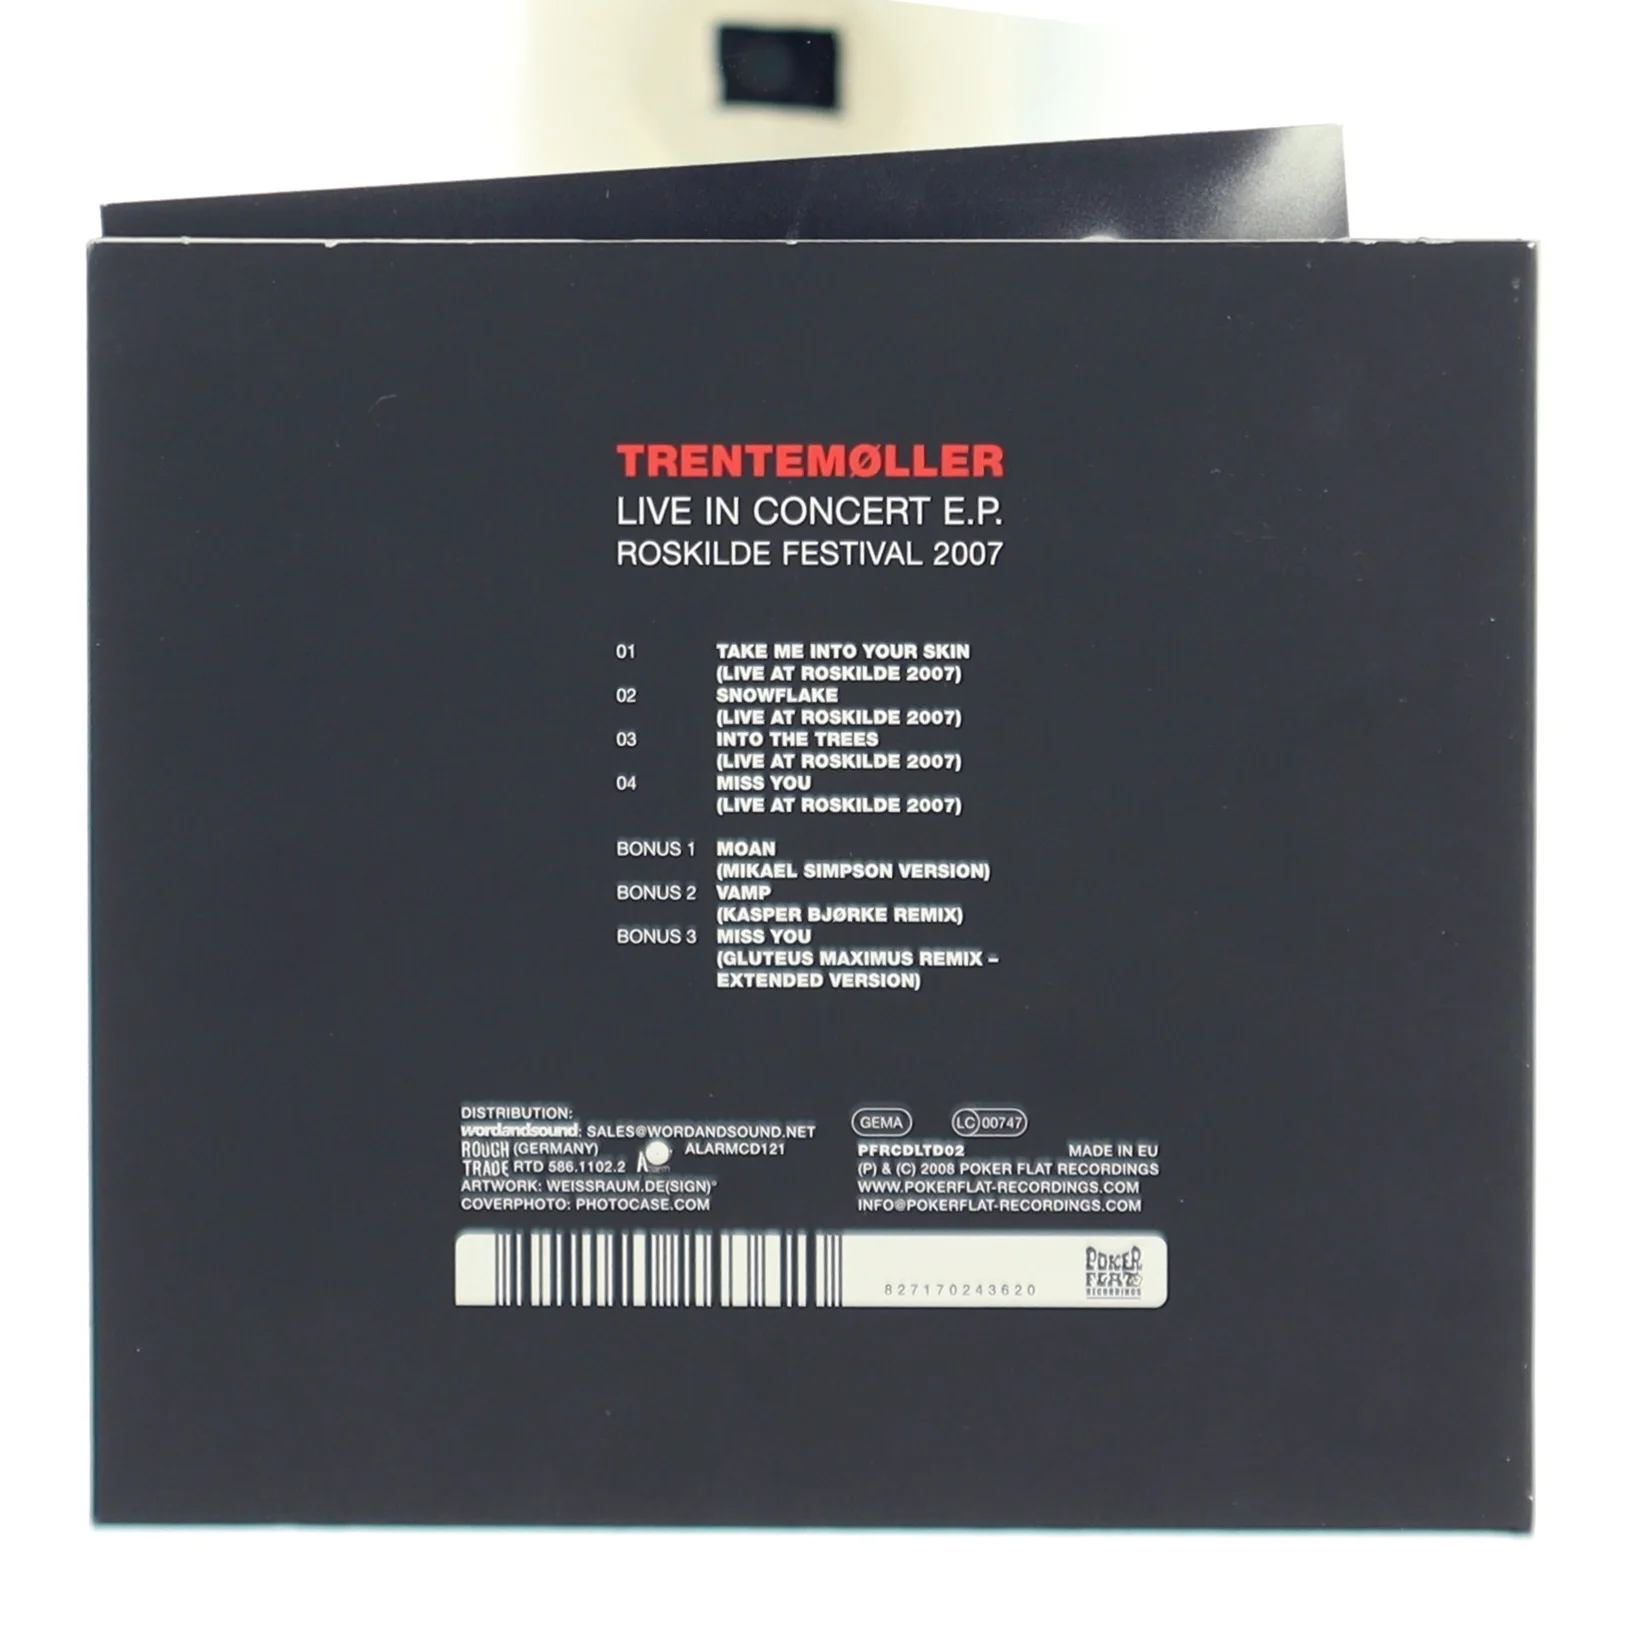 TRENTEMØLLER
LIVE IN CONCERT E.P.
ROSKILDE FESTIVAL 2007
01 TAKE ME INTO YOUR SKIN
(LIVE AT ROSKILDE 2007)
02 SNOWFLAKE
(LIVE AT ROSKILDE 2007)
03 INTO THE TREES
(LIVE AT ROSKILDE 2007)
04 MISS YOU
(LIVE AT ROSKILDE 2007)
BONUS 1 MOAN
(MIKAEL SIMPSON VERSION)
BONUS 2 VAMP
(KASPER BJØRKE REMIX)
BONUS 3 MISS YOU
(GLUTEUS MAXIMUS REMIX –
EXTENDED VERSION)
DISTRIBUTION:
wordandsound: SALES@WORDANDSOUND.NET
ROUGH (GERMANY) ALARMCD121
TRADE RTD 586.1102.2
ARTWORK: WEISSRAUM.DE(SIGN)°
COVERPHOTO: PHOTOCASE.COM
GEMA LC 00747
PFRCDLTD02 MADE IN EU
(P) & (C) 2008 POKER FLAT RECORDINGS
WWW.POKERFLAT-RECORDINGS.COM
INFO@POKERFLAT-RECORDINGS.COM
827170243620
POKER
FLAT
RECORDINGS